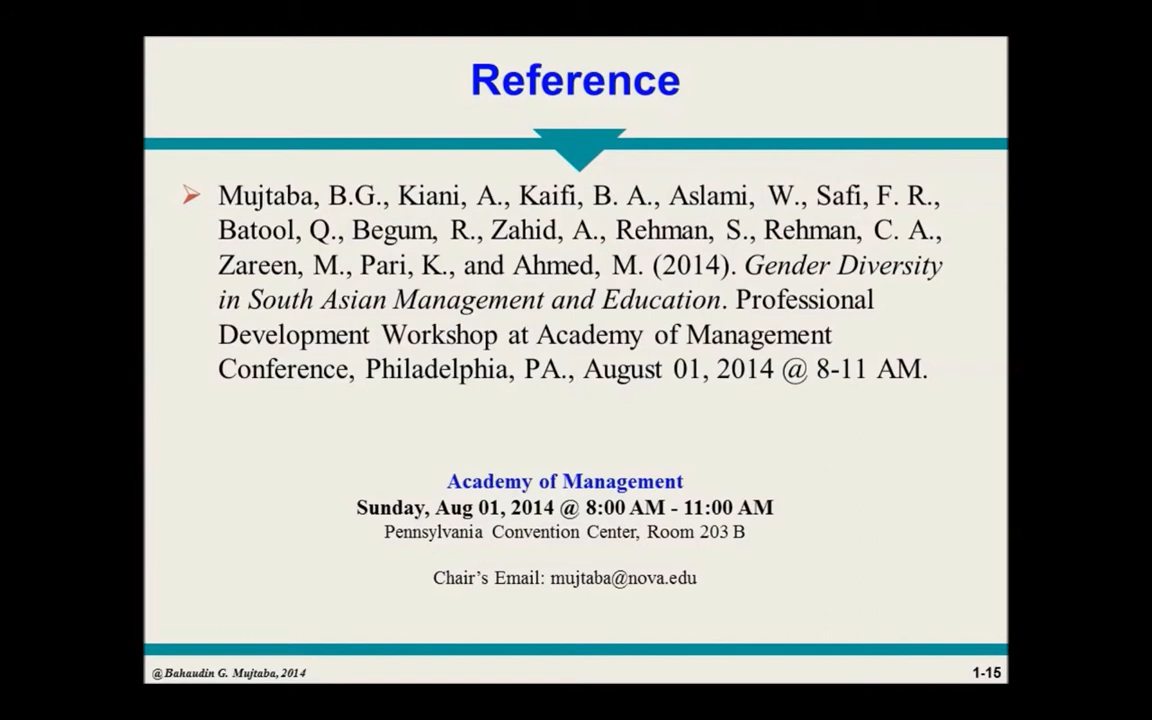 Reference
Mujtaba, B.G., Kiani, A., Kaifi, B. A., Aslami, W., Safi, F. R.,
Batool, Q., Begum, R., Zahid, A., Rehman, S., Rehman, C. A.,
Zareen, M., Pari, K., and Ahmed, M. (2014). Gender Diversity
in South Asian Management and Education. Professional
Development Workshop at Academy of Management
Conference, Philadelphia, PA., August 01, 2014 @ 8-11 AM.
Academy of Management
Sunday, Aug 01, 2014 @ 8:00 AM - 11:00 AM
Pennsylvania Convention Center, Room 203 B
Chair's Email: mujtaba@nova.edu
@Bahaudin G. Mujtaba, 2014
1-15